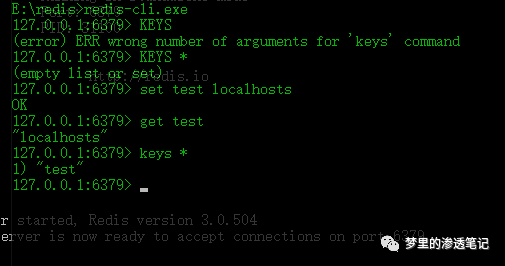 E:\redis>redis-cli.exe
127.0.0.1:6379> KEYS
(error) ERR wrong number of arguments for 'keys' command
127.0.0.1:6379> KEYS *
(empty list or set)
http://redis.io
127.0.0.1:6379> set test localhosts
OK
127.0.0.1:6379> get test
"localhosts"
127.0.0.1:6379> keys *
1) "test"
127.0.0.1:6379>
r started, Redis version 3.0.504
erver is now ready to accept connections on port 6379
梦里的渗透笔记